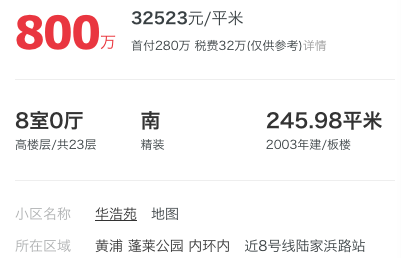 800万
32523元/平米
首付280万 税费32万(仅供参考)详情
8室0厅 南 245.98平米
高楼层/共23层 精装 2003年建/板楼
小区名称 华浩苑 地图
所在区域 黄浦 蓬莱公园 内环内 近8号线陆家浜路站